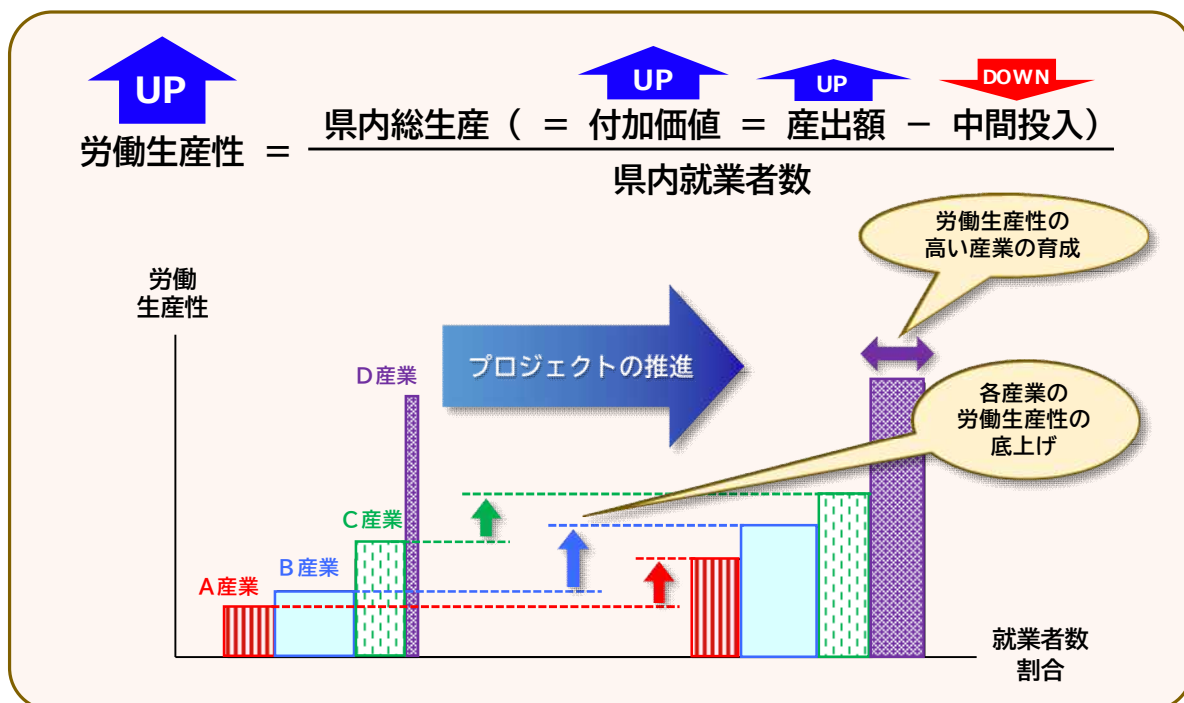 UP
UP
UP
DOWN
労働生産性 = 県内総生産（ = 付加価値 = 産出額 － 中間投入）
県内就業者数
労働生産性の
高い産業の育成
労働
生産性
プロジェクトの推進
D産業
各産業の
労働生産性の
底上げ
C産業
B産業
A産業
就業者数
割合